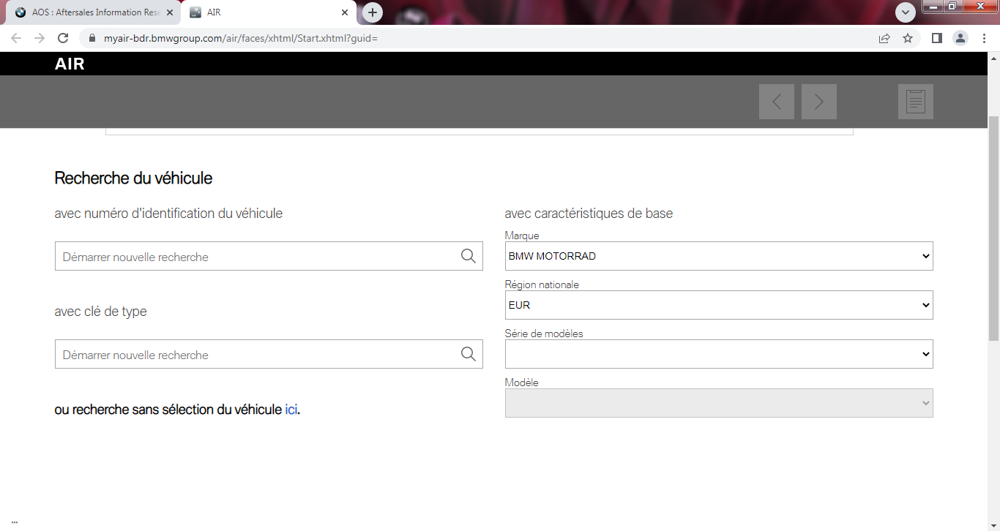 AOS : Aftersales Information Rese
AIR
myair-bdr.bmwgroup.com/air/faces/xhtml/Start.xhtml?guid=
AIR
Recherche du véhicule
avec numéro d'identification du véhicule
Démarrer nouvelle recherche
avec clé de type
Démarrer nouvelle recherche
ou recherche sans sélection du véhicule ici.
avec caractéristiques de base
Marque
BMW MOTORRAD
Région nationale
EUR
Série de modèles
Modèle
...